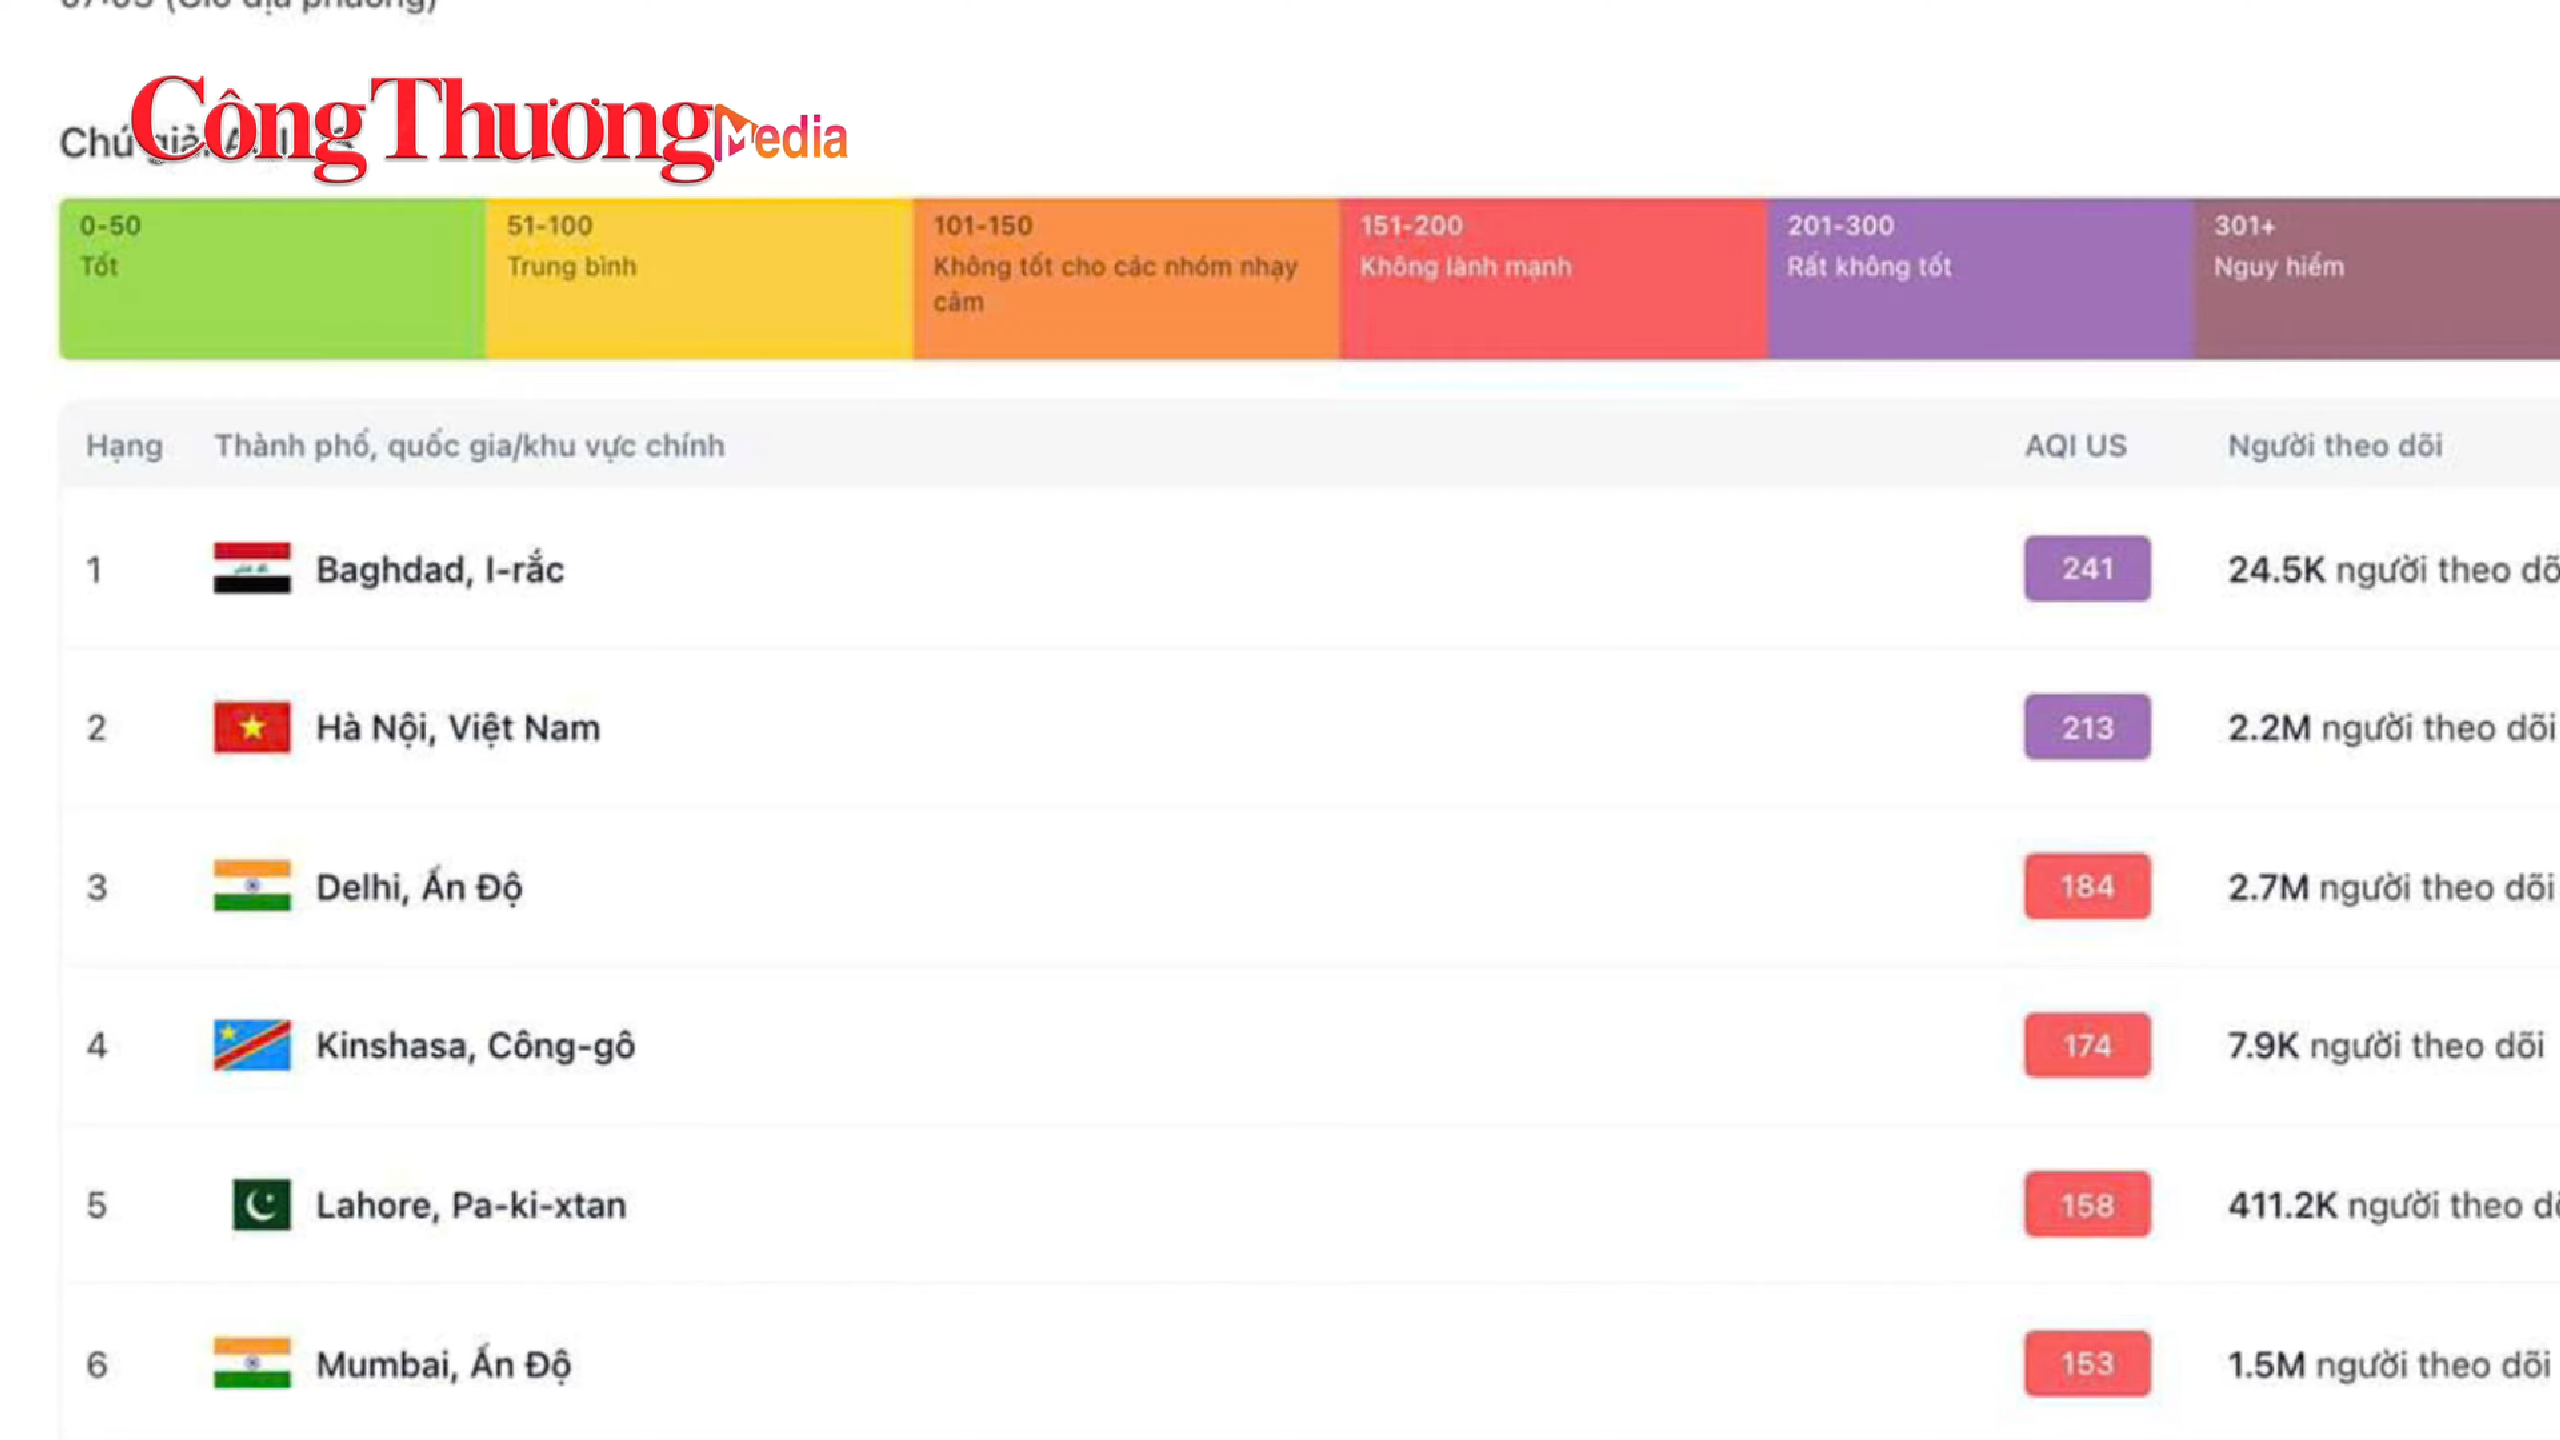 (Giờ địa phương)
Công Thương Media
Chú giải
0-50
Tốt
51-100
Trung bình
101-150
Không tốt cho các nhóm nhạy
cảm
151-200
Không lành mạnh
201-300
Rất không tốt
301+
Nguy hiểm
Hạng Thành phố, quốc gia/khu vực chính AQI US Người theo dõi
1 Baghdad, I-rắc 241 24.5K người theo
2 Hà Nội, Việt Nam 213 2.2M người theo dõi
3 Delhi, Ấn Độ 184 2.7M người theo dõi
4 Kinshasa, Công-gô 174 7.9K người theo dõi
5 Lahore, Pa-ki-xtan 158 411.2K người theo
6 Mumbai, Ấn Độ 153 1.5M người theo dõi